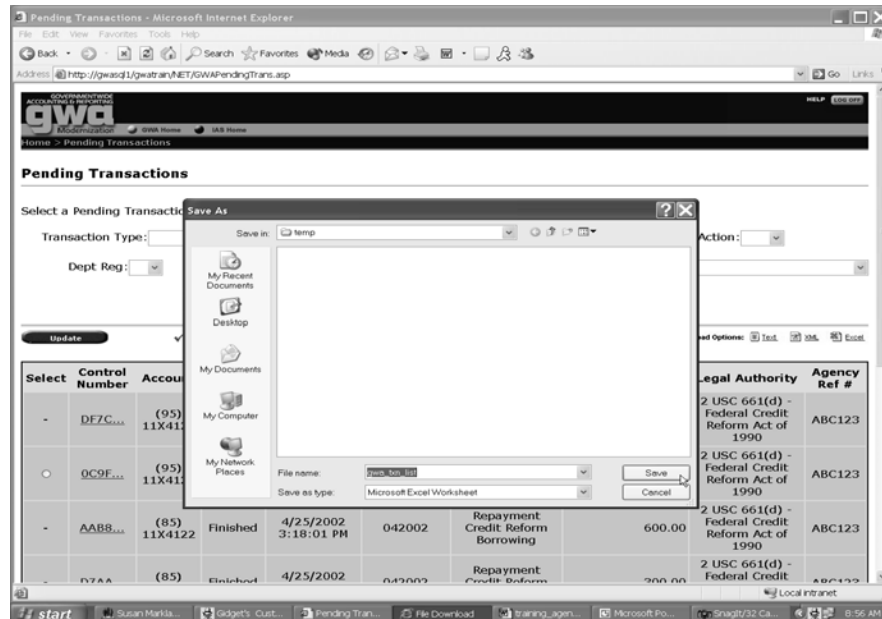 Pending Transactions - Microsoft Internet Explorer
File Edit View Favorites Tools Help
Back Search Favorites Media
Address http://gwasql1/gwatrain/NET/GWAPendingTrans.asp Go Links
GOVERNMENTWIDE
ACCOUNTING & REPORTING
gwa
Modernization GWA Home IAS Home HELP LOG OFF
Home > Pending Transactions
Pending Transactions
Select a Pending Transactio
Transaction Type: Action:
Dept Reg:
Update ad Options: Text XML Excel
Save As
Save in: temp
My Recent Documents
Desktop
My Documents
My Computer
My Network Places
File name: gwa_txn_list Save
Save as type: Microsoft Excel Worksheet Cancel
Select Control Number Accou Legal Authority Agency Ref #
- DF7C... (95) 11X412 2 USC 661(d) - Federal Credit Reform Act of 1990 ABC123
0C9F... (95) 11X412 2 USC 661(d) - Federal Credit Reform Act of 1990 ABC123
- AAB8... (85) 11X4122 Finished 4/25/2002 3:18:01 PM 042002 Repayment Credit Reform Borrowing 600.00 2 USC 661(d) - Federal Credit Reform Act of 1990 ABC123
D7AA (85) Finished 4/25/2002 042002 Repayment Credit Reform 200.00 2 USC 661(d) - Federal Credit ABC123
Local intranet
start Susan Markla... Gidget's Cust... Pending Tran... File Download training_agen... Microsoft Po... SnagIt/32 Ca... 8:56 AM